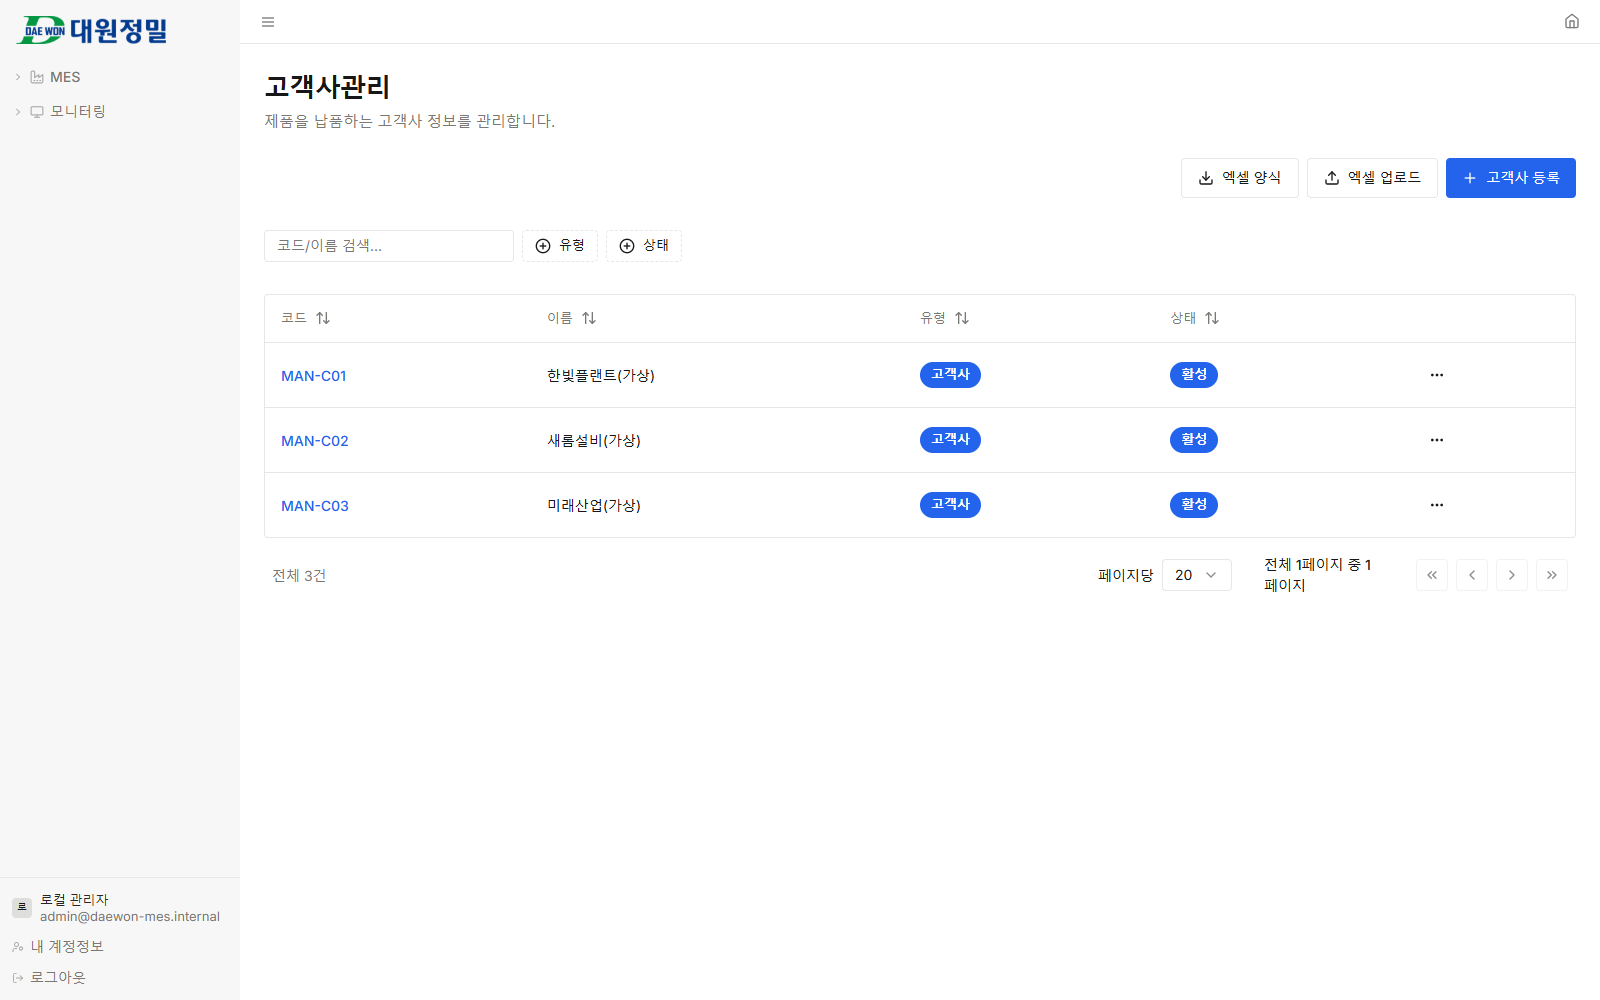 DAE WON 대원정밀
MES
모니터링
고객사관리
제품을 납품하는 고객사 정보를 관리합니다.
엑셀 양식
엑셀 업로드
고객사 등록
코드/이름 검색...
유형
상태
코드 이름 유형 상태
MAN-C01 한빛플랜트(가상) 고객사 활성
MAN-C02 새롬설비(가상) 고객사 활성
MAN-C03 미래산업(가상) 고객사 활성
전체 3건
페이지당 20
전체 1페이지 중 1
페이지
로
로컬 관리자
admin@daewon-mes.internal
내 계정정보
로그아웃